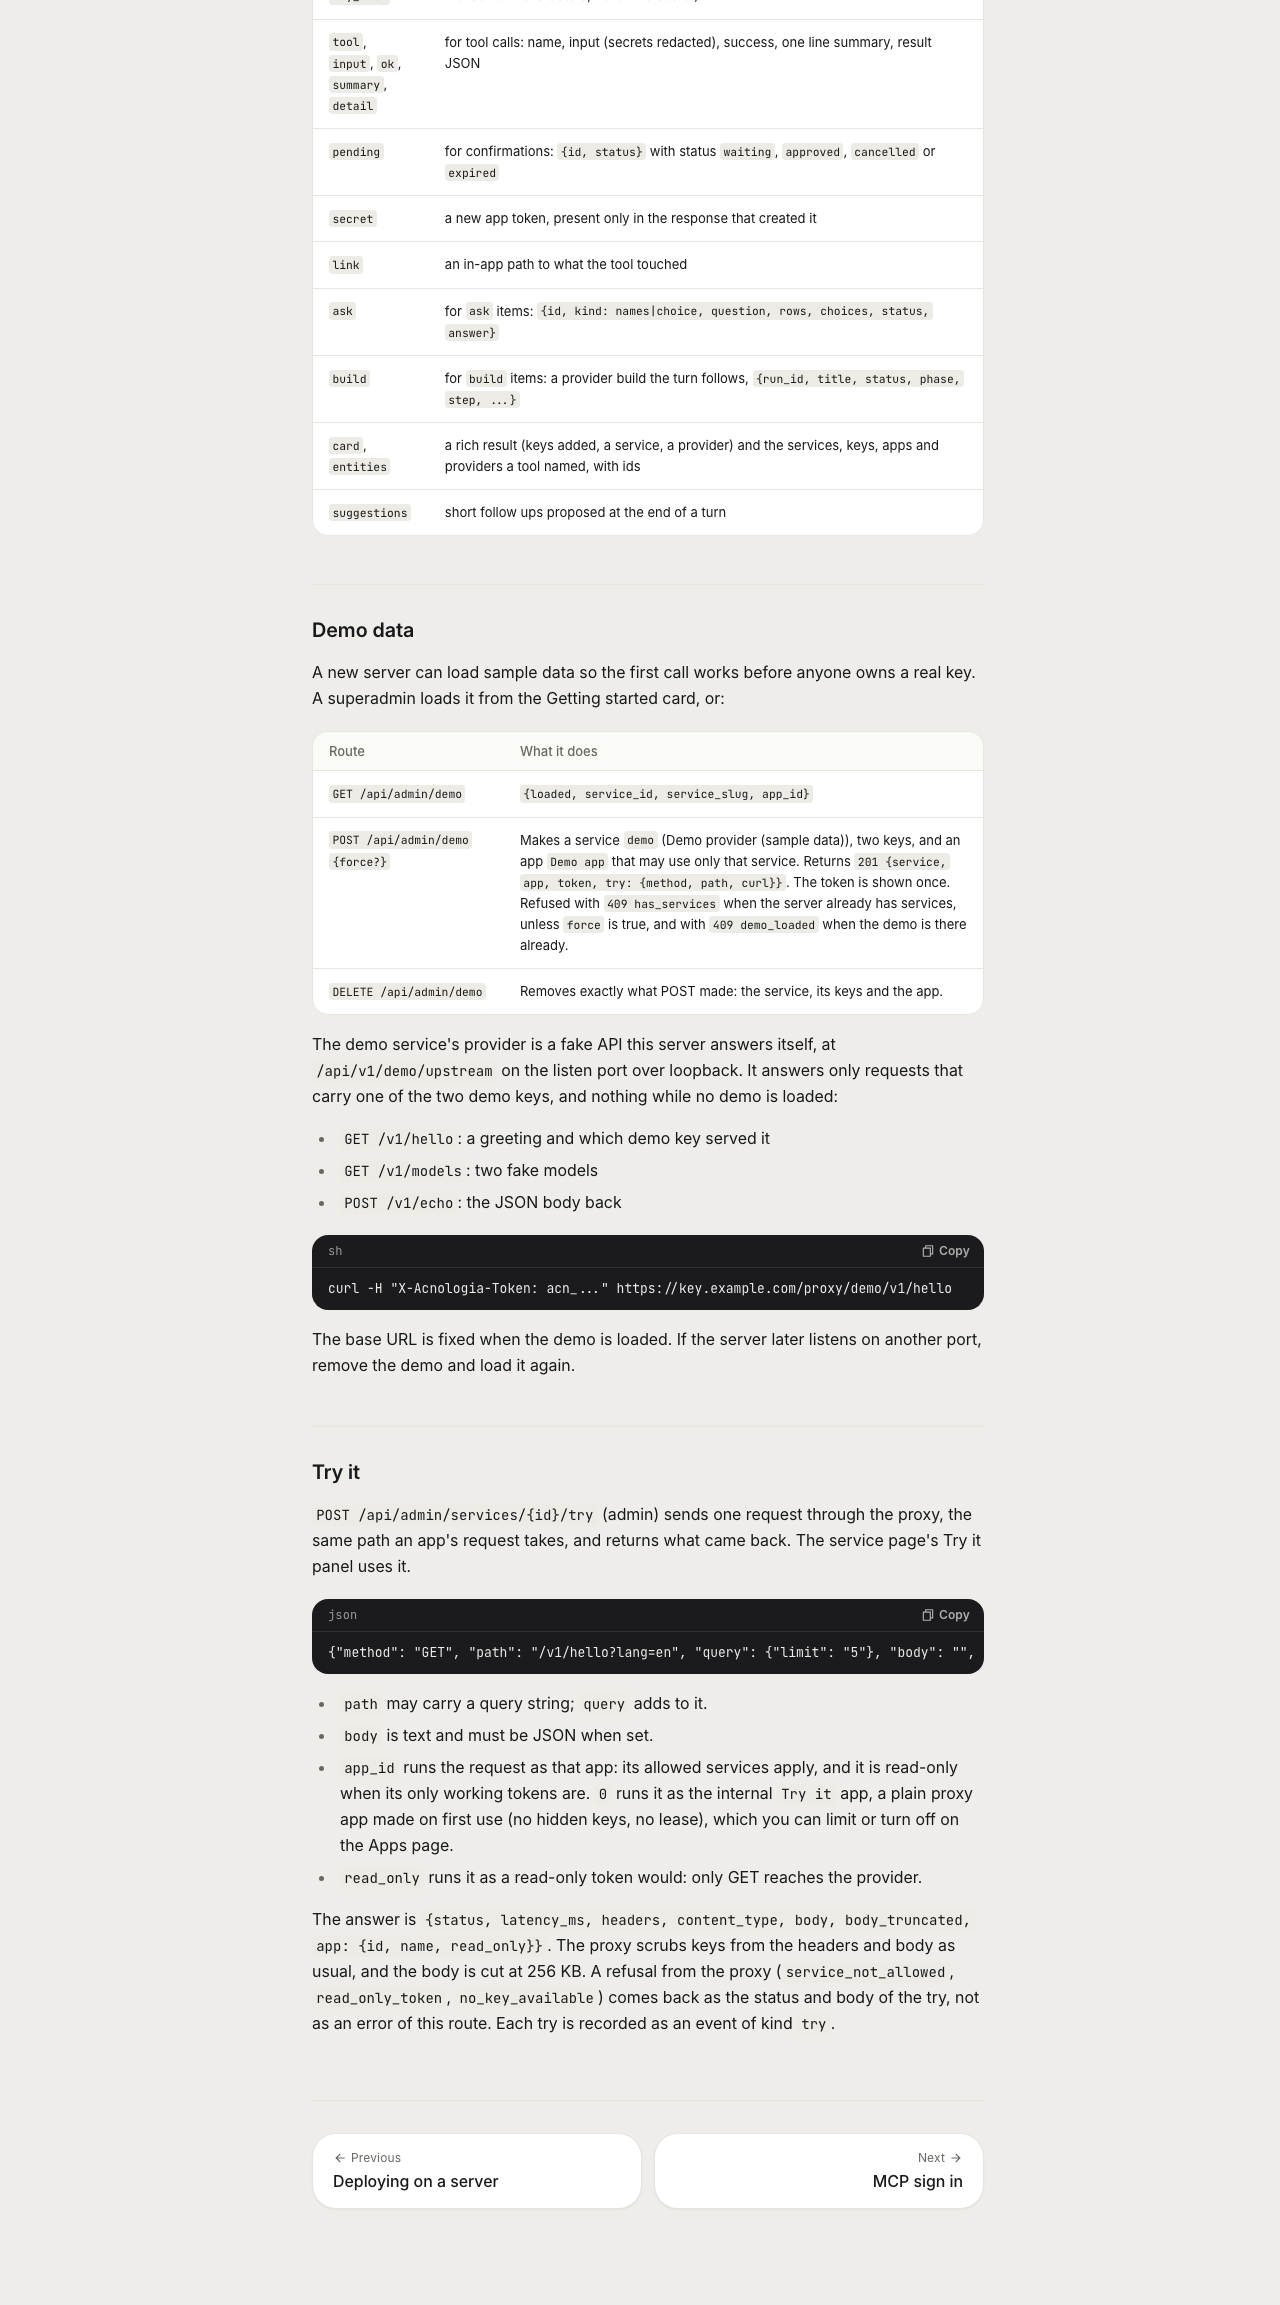 tool,
input, ok,
summary,
detail
for tool calls: name, input (secrets redacted), success, one line summary, result
JSON
pending
for confirmations: {id, status} with status waiting, approved, cancelled or
expired
secret
a new app token, present only in the response that created it
link
an in-app path to what the tool touched
ask
for ask items: {id, kind: names|choice, question, rows, choices, status,
answer}
build
for build items: a provider build the turn follows, {run_id, title, status, phase,
step, ...}
card,
entities
a rich result (keys added, a service, a provider) and the services, keys, apps and
providers a tool named, with ids
suggestions
short follow ups proposed at the end of a turn
Demo data
A new server can load sample data so the first call works before anyone owns a real key.
A superadmin loads it from the Getting started card, or:
Route
What it does
GET /api/admin/demo
{loaded, service_id, service_slug, app_id}
POST /api/admin/demo
{force?}
Makes a service demo (Demo provider (sample data)), two keys, and an
app Demo app that may use only that service. Returns 201 {service,
app, token, try: {method, path, curl}}. The token is shown once.
Refused with 409 has_services when the server already has services,
unless force is true, and with 409 demo_loaded when the demo is there
already.
DELETE /api/admin/demo
Removes exactly what POST made: the service, its keys and the app.
The demo service's provider is a fake API this server answers itself, at
/api/v1/demo/upstream on the listen port over loopback. It answers only requests that
carry one of the two demo keys, and nothing while no demo is loaded:
• GET /v1/hello: a greeting and which demo key served it
• GET /v1/models: two fake models
• POST /v1/echo: the JSON body back
sh
Copy
curl -H "X-Acnologia-Token: acn_..." https://key.example.com/proxy/demo/v1/hello
The base URL is fixed when the demo is loaded. If the server later listens on another port,
remove the demo and load it again.
Try it
POST /api/admin/services/{id}/try (admin) sends one request through the proxy, the
same path an app's request takes, and returns what came back. The service page's Try it
panel uses it.
json
Copy
{"method": "GET", "path": "/v1/hello?lang=en", "query": {"limit": "5"}, "body": "",
• path may carry a query string; query adds to it.
• body is text and must be JSON when set.
• app_id runs the request as that app: its allowed services apply, and it is read-only
when its only working tokens are. 0 runs it as the internal Try it app, a plain proxy
app made on first use (no hidden keys, no lease), which you can limit or turn off on
the Apps page.
• read_only runs it as a read-only token would: only GET reaches the provider.
The answer is {status, latency_ms, headers, content_type, body, body_truncated,
app: {id, name, read_only}}. The proxy scrubs keys from the headers and body as
usual, and the body is cut at 256 KB. A refusal from the proxy (service_not_allowed,
read_only_token, no_key_available) comes back as the status and body of the try, not
as an error of this route. Each try is recorded as an event of kind try.
← Previous
Deploying on a server
Next →
MCP sign in